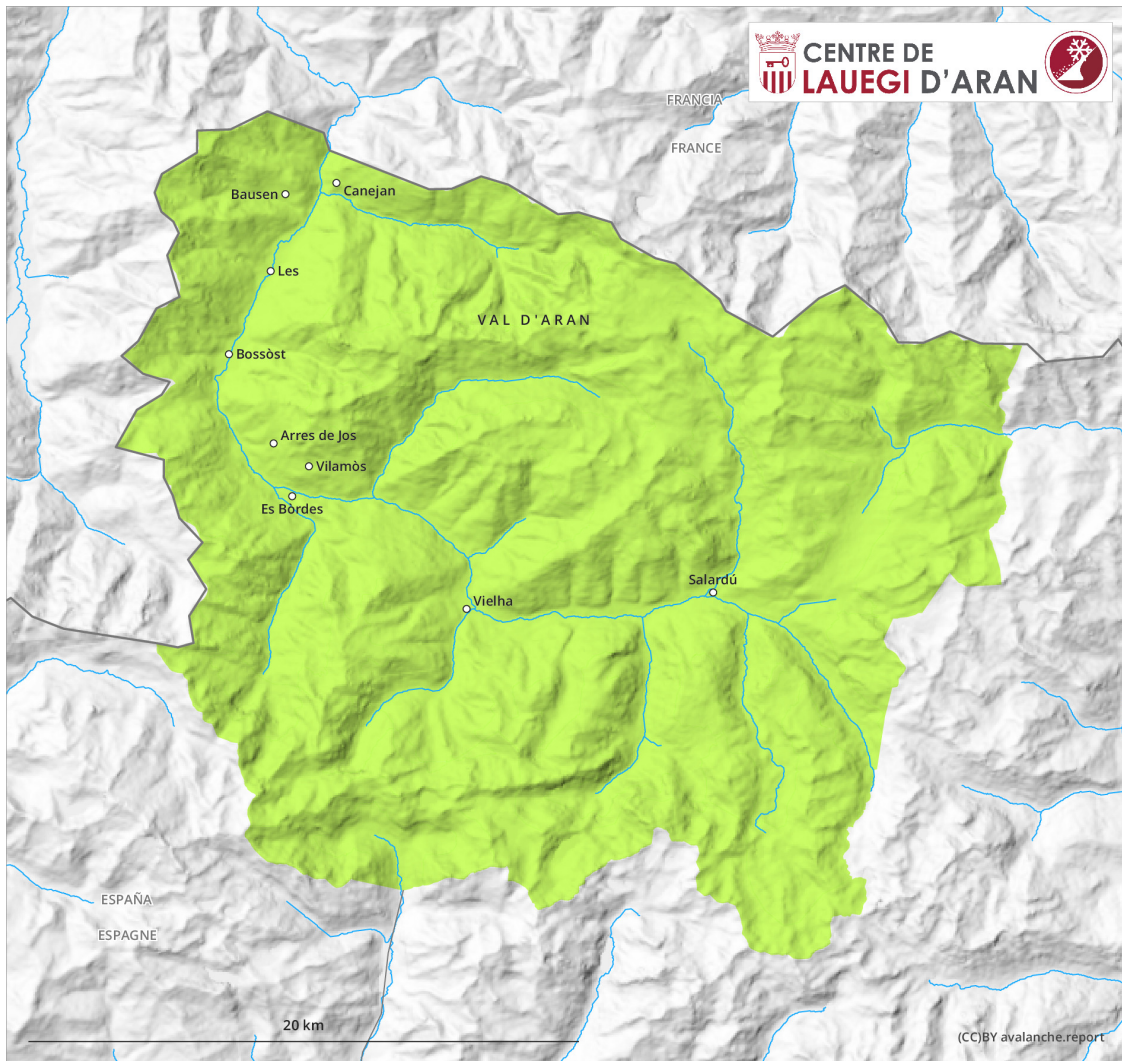 CENTRE DE
LAUEGI D'ARAN
FRANCIA
FRANCE
Bausen
Canejan
Les
VAL D'ARAN
Bossòst
Arres de Jos
Vilamòs
Es Bòrdes
Salardú
Vielha
ESPAÑA
ESPAGNE
20 km
(CC)BY avalanche.report